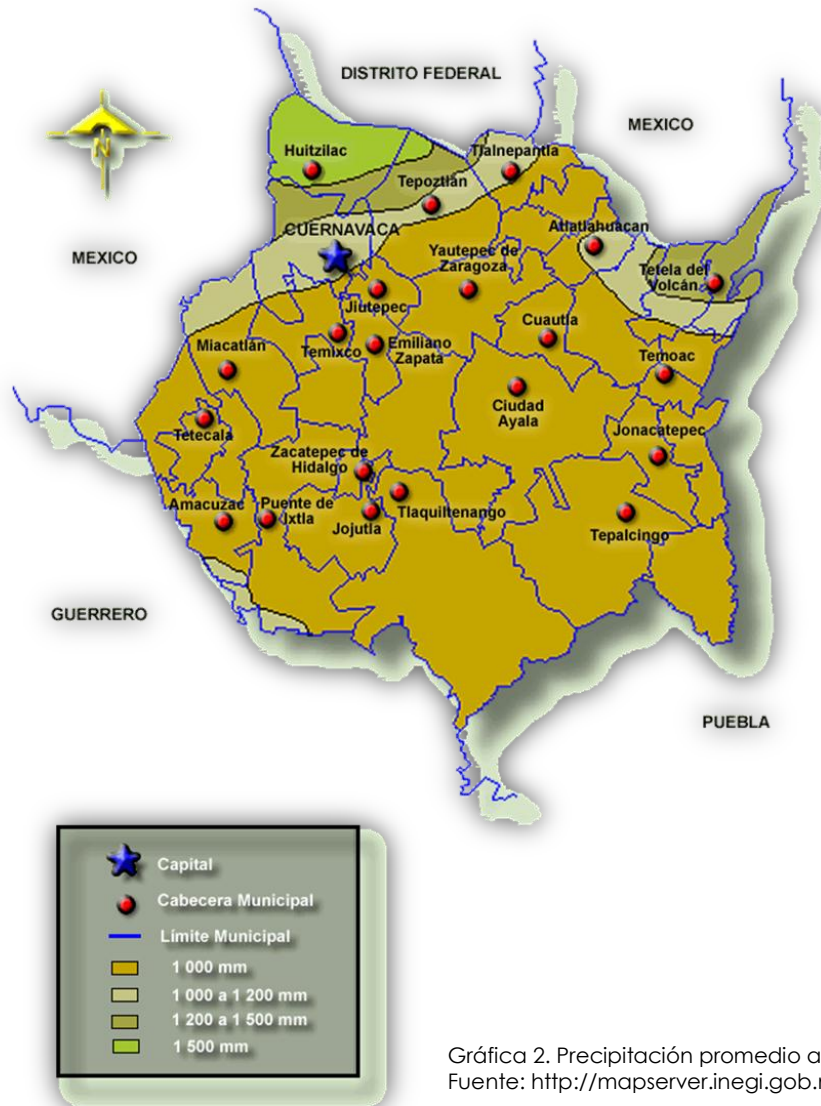 DISTRITO FEDERAL
MEXICO
N
Huitzilac
Tlalnepantla
Tepoztlán
CUERNAVACA
Atlatlahuacan
MEXICO
Yautepec de
Zaragoza
Tetela del
Volcán
Jiutepec
Cuautla
Miacatlán
Temixco
Emiliano
Zapata
Temoac
Ciudad
Ayala
Tetecala
Jonacatepec
Zacatepec de
Hidalgo
Amacuzac
Puente de
Ixtla
Jojutla
Tlaquiltenango
Tepalcingo
GUERRERO
PUEBLA
Capital
Cabecera Municipal
Límite Municipal
1 000 mm
1 000 a 1 200 mm
1 200 a 1 500 mm
1 500 mm
Gráfica 2. Precipitación promedio a
Fuente: http://mapserver.inegi.gob.